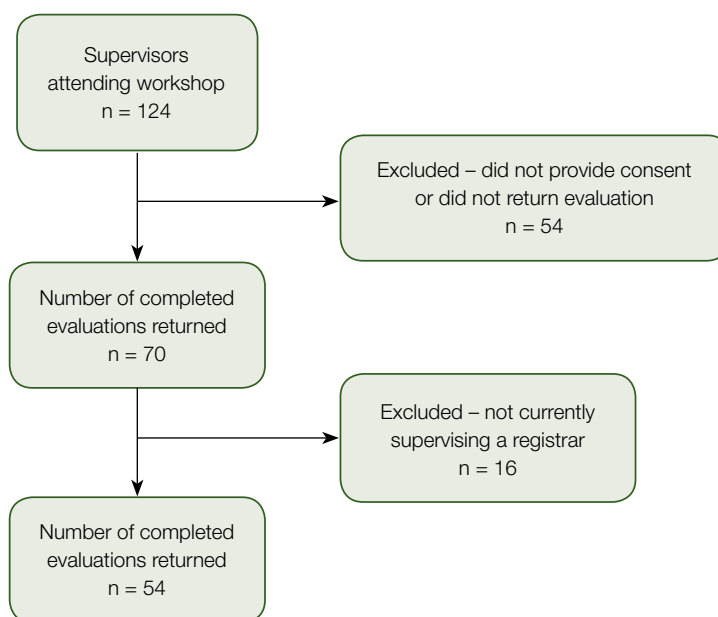 Supervisors
attending workshop
n = 124
Excluded – did not provide consent
or did not return evaluation
n = 54
Number of completed
evaluations returned
n = 70
Excluded – not currently
supervising a registrar
n = 16
Number of completed
evaluations returned
n = 54